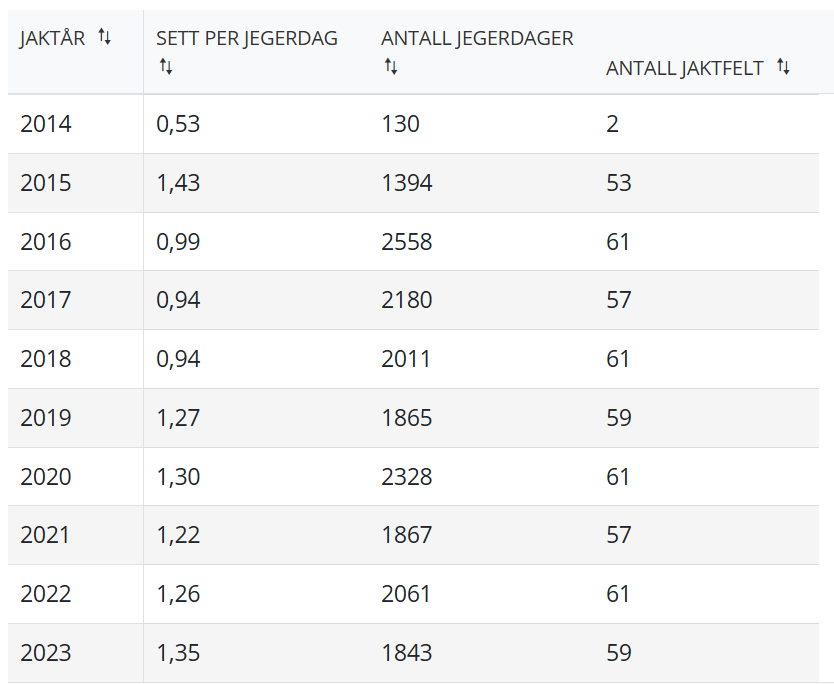 JAKTÅR SETT PER JEGERDAG ANTALL JEGERDAGER
ANTALL JAKTFELT
2014 0,53 130 2
2015 1,43 1394 53
2016 0,99 2558 61
2017 0,94 2180 57
2018 0,94 2011 61
2019 1,27 1865 59
2020 1,30 2328 61
2021 1,22 1867 57
2022 1,26 2061 61
2023 1,35 1843 59